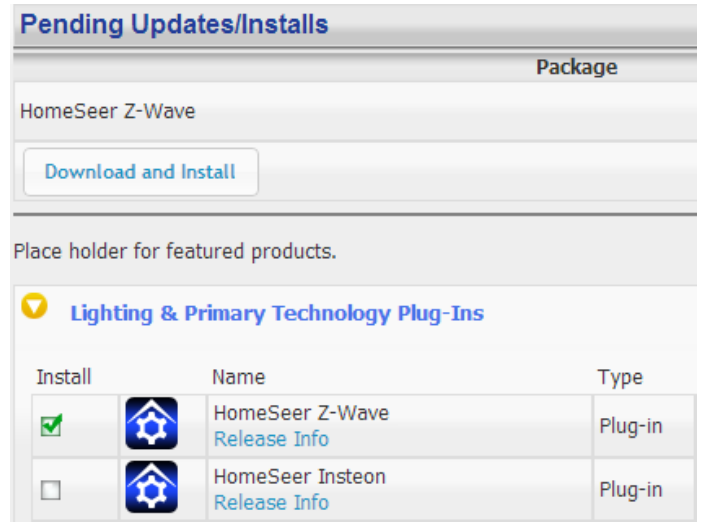 Pending Updates/Installs
Package
HomeSeer Z-Wave
Download and Install
Place holder for featured products.
Lighting & Primary Technology Plug-Ins
Install Name Type
HomeSeer Z-Wave
Release Info
Plug-in
HomeSeer Insteon
Release Info
Plug-in